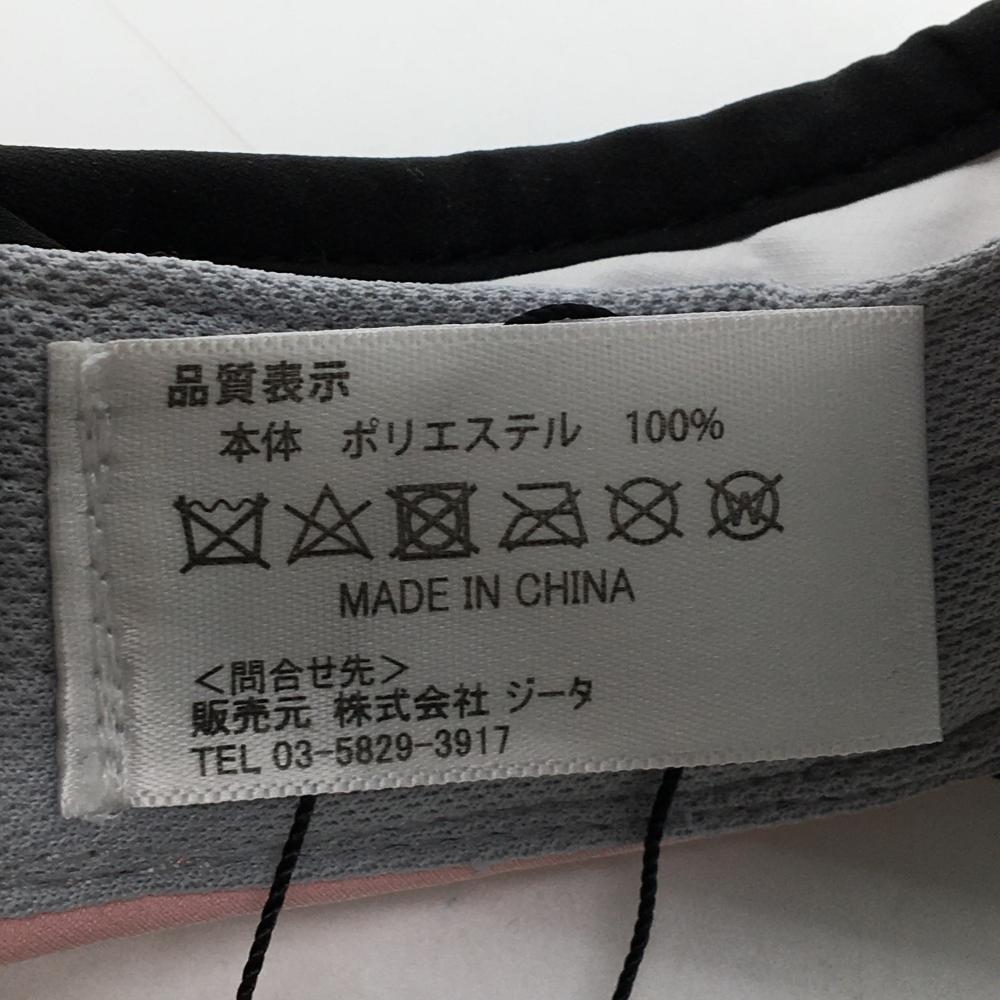 品質表示
本体 ポリエステル 100%
W
MADE IN CHINA
＜問合せ先＞
販売元 株式会社 ジータ
TEL 03-5829-3917